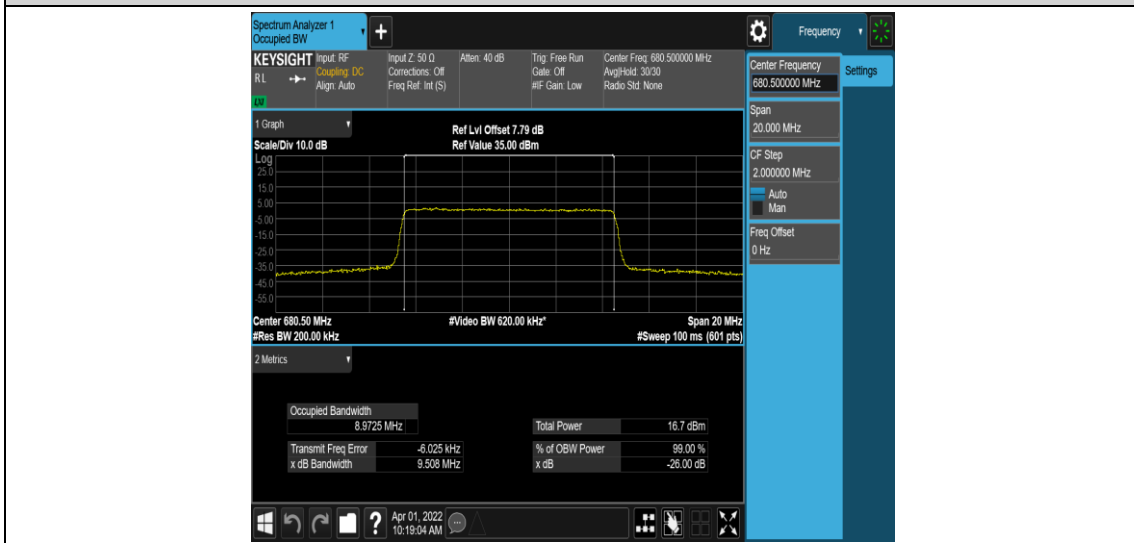 Spectrum Analyzer 1
Occupied BW
+
Frequency
KEYSIGHT
RL
LXI
Input: RF
Coupling: DC
Align: Auto
Input Z: 50 Ω
Corrections: Off
Freq Ref: Int (S)
Atten: 40 dB
Trig: Free Run
Gate: Off
#IF Gain: Low
Center Freq: 680.500000 MHz
Avg|Hold: 30/30
Radio Std: None
Center Frequency
680.500000 MHz
Settings
Span
20.000 MHz
CF Step
2.000000 MHz
Auto
Man
Freq Offset
0 Hz
1 Graph
Scale/Div 10.0 dB
Ref Lvl Offset 7.79 dB
Ref Value 35.00 dBm
Log
25.0
15.0
5.00
-5.00
-15.0
-25.0
-35.0
-45.0
-55.0
Center 680.50 MHz
#Video BW 620.00 kHz*
Span 20 MHz
#Res BW 200.00 kHz
#Sweep 100 ms (601 pts)
2 Metrics
Occupied Bandwidth
8.9725 MHz
Total Power 16.7 dBm
Transmit Freq Error -6.025 kHz
% of OBW Power 99.00 %
x dB Bandwidth 9.508 MHz
x dB -26.00 dB
?
Apr 01, 2022
10:19:04 AM